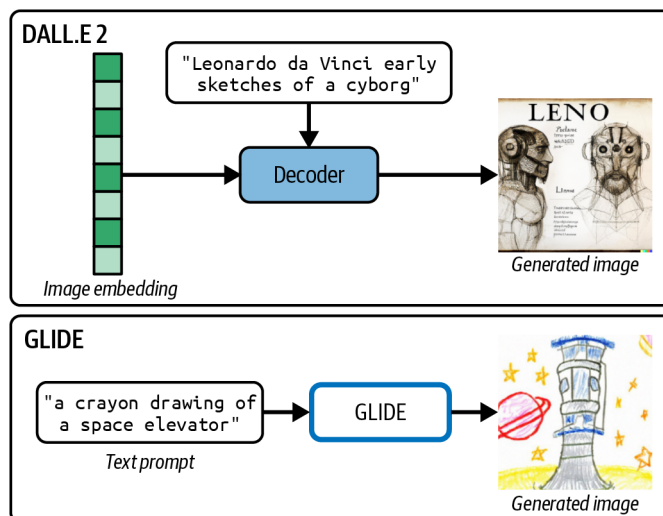 DALL.E 2
"Leonardo da Vinci early
sketches of a cyborg"
Decoder
LENO
Image embedding
Generated image
GLIDE
"a crayon drawing of
a space elevator"
GLIDE
Text prompt
Generated image